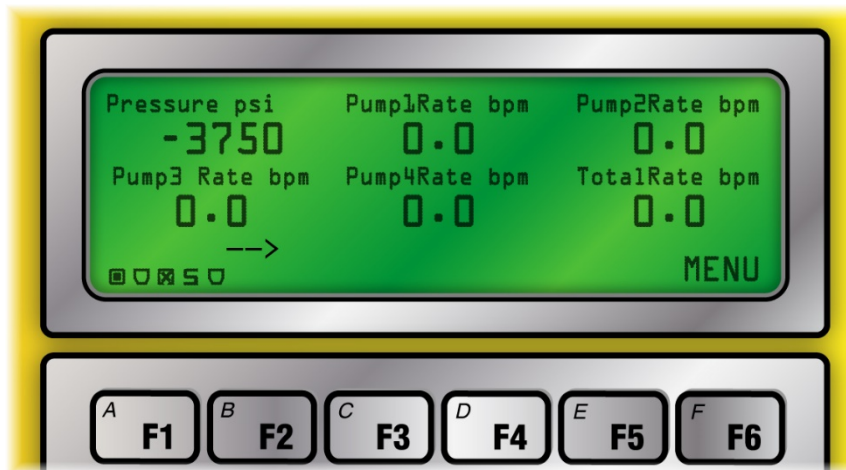 Pressure psi Pump1Rate bpm Pump2Rate bpm
-3750 0.0 0.0
Pump3 Rate bpm Pump4Rate bpm TotalRate bpm
0.0 0.0 0.0
-->
S MENU
A B C D E F
F1 F2 F3 F4 F5 F6